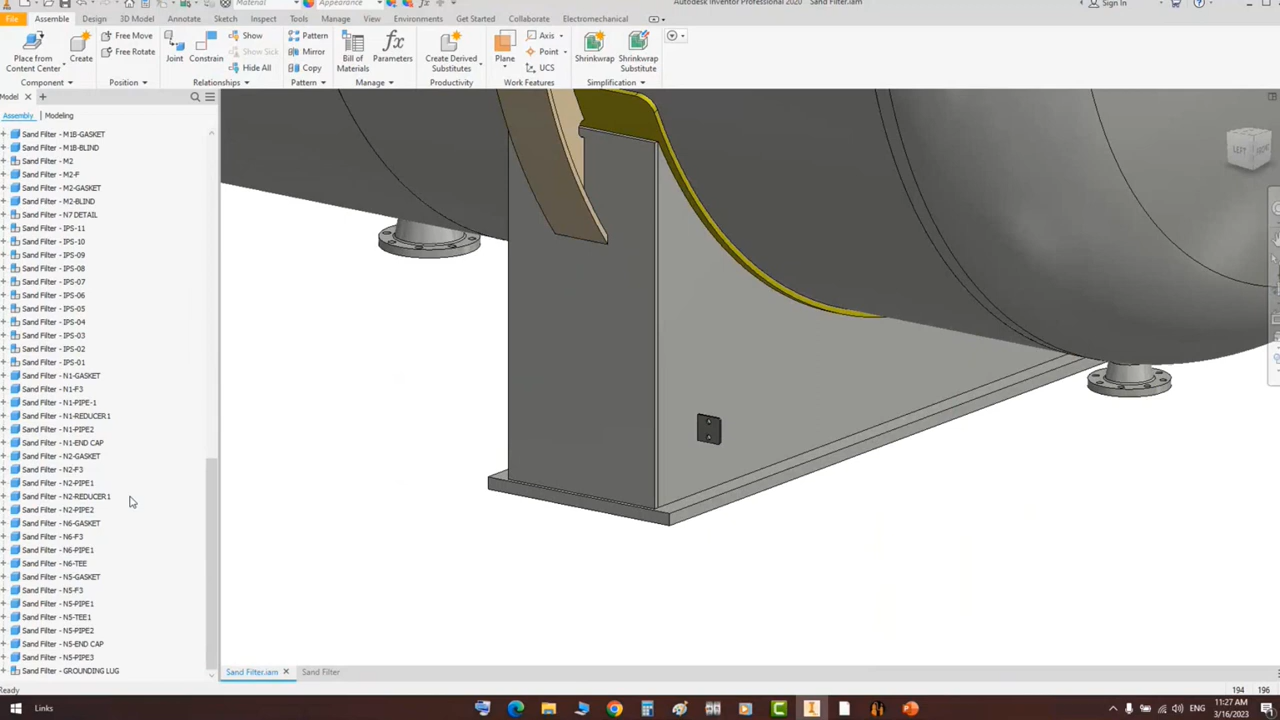 Material Appearance Autodesk Inventor Professional 2020 Sand Filter.iam Sign In
File Assemble Design 3D Model Annotate Sketch Inspect Tools Manage View Environments Get Started Collaborate Electromechanical
Place from Content Center
Create
Free Move
Free Rotate
Joint
Constrain
Show
Show Sick
Hide All
Pattern
Mirror
Copy
Bill of Materials
Parameters
Create Derived Substitutes
Plane
Axis
Point
UCS
Shrinkwrap
Shrinkwrap Substitute
Component Position Relationships Pattern Manage Productivity Work Features Simplification
Model
Assembly Modeling
Sand Filter - M1B-GASKET
Sand Filter - M1B-BLIND
Sand Filter - M2
Sand Filter - M2-F
Sand Filter - M2-GASKET
Sand Filter - M2-BLIND
Sand Filter - N7 DETAIL
Sand Filter - IPS-11
Sand Filter - IPS-10
Sand Filter - IPS-09
Sand Filter - IPS-08
Sand Filter - IPS-07
Sand Filter - IPS-06
Sand Filter - IPS-05
Sand Filter - IPS-04
Sand Filter - IPS-03
Sand Filter - IPS-02
Sand Filter - IPS-01
Sand Filter - N1-GASKET
Sand Filter - N1-F3
Sand Filter - N1-PIPE-1
Sand Filter - N1-REDUCER1
Sand Filter - N1-PIPE2
Sand Filter - N1-END CAP
Sand Filter - N2-GASKET
Sand Filter - N2-F3
Sand Filter - N2-PIPE1
Sand Filter - N2-REDUCER1
Sand Filter - N2-PIPE2
Sand Filter - N6-GASKET
Sand Filter - N6-F3
Sand Filter - N6-PIPE1
Sand Filter - N6-TEE
Sand Filter - N5-GASKET
Sand Filter - N5-F3
Sand Filter - N5-PIPE1
Sand Filter - N5-TEE1
Sand Filter - N5-PIPE2
Sand Filter - N5-END CAP
Sand Filter - N5-PIPE3
Sand Filter - GROUNDING LUG
LEFT
Sand Filter.iam Sand Filter
Ready 194 196
Links
11:27 AM
3/16/2023